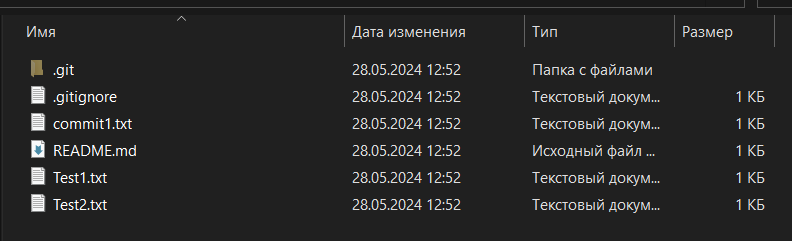 Имя Дата изменения Тип Размер
.git 28.05.2024 12:52 Папка с файлами
.gitignore 28.05.2024 12:52 Текстовый докум... 1 КБ
commit1.txt 28.05.2024 12:52 Текстовый докум... 1 КБ
README.md 28.05.2024 12:52 Исходный файл ... 1 КБ
Test1.txt 28.05.2024 12:52 Текстовый докум... 1 КБ
Test2.txt 28.05.2024 12:52 Текстовый докум... 1 КБ